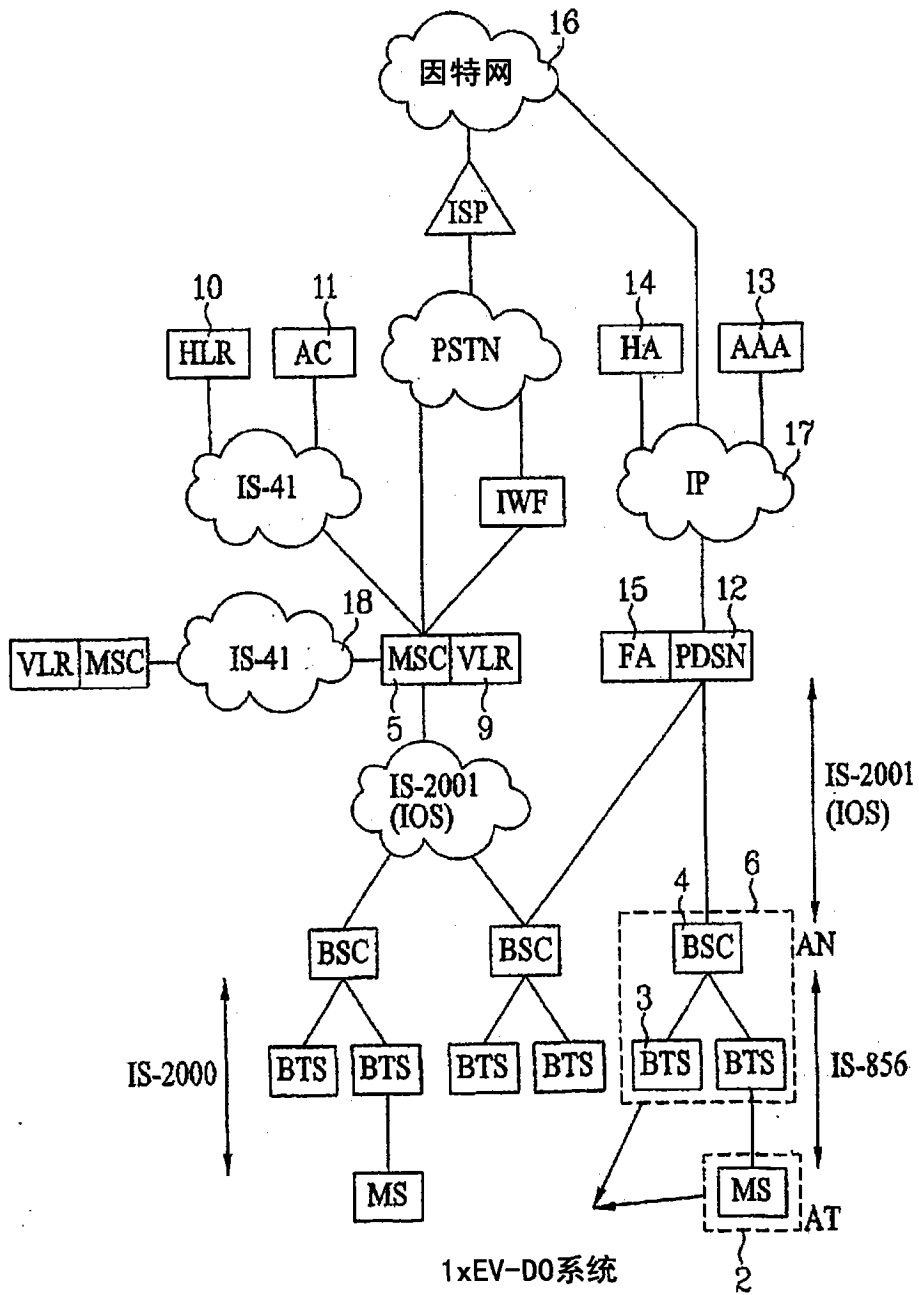 16
因特网
ISP
10
11
14
13
HLR
AC
PSTN
HA
AAA
17
IS-41
IWF
IP
18
15
12
VLR MSC
IS-41
MSC VLR
FA PDSN
5
9
IS-2001
(IOS)
IS-2001
(IOS)
4
6
BSC
BSC
BSC
AN
3
IS-2000
BTS
BTS
BTS
BTS
BTS
BTS
IS-856
MS
MS
AT
2
1xEV-DO系统